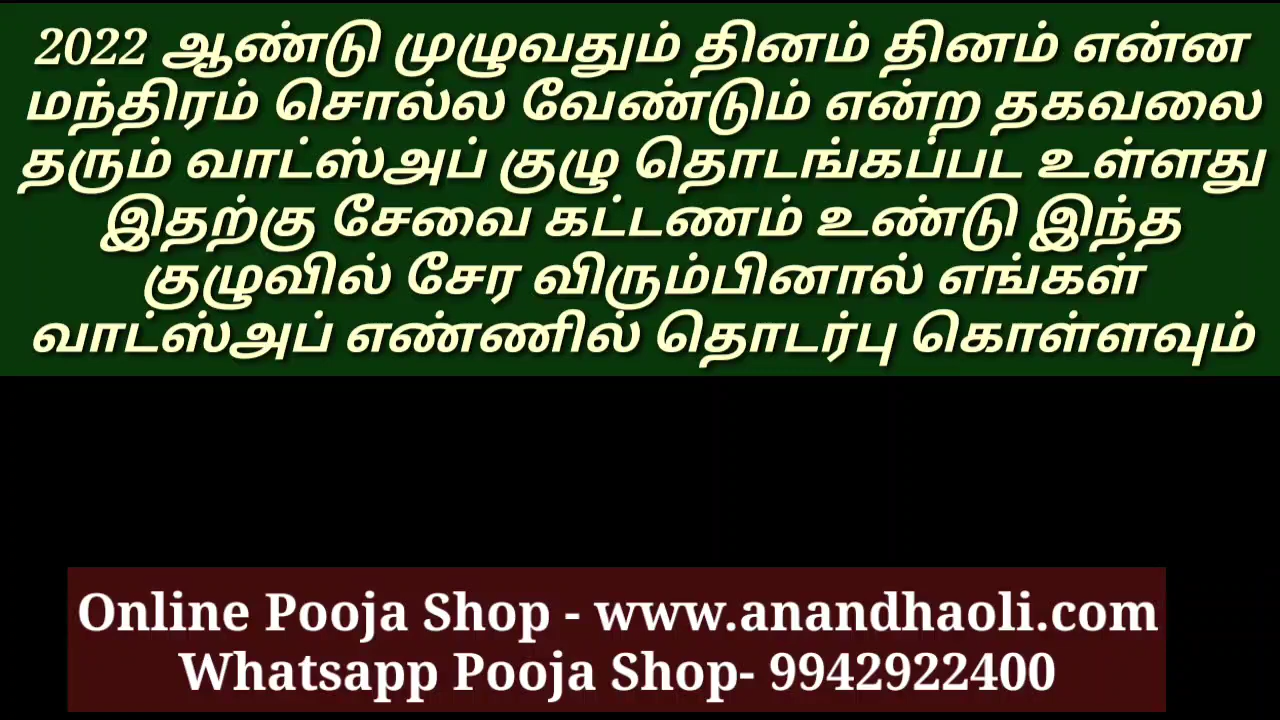 2022 ஆண்டு முழுவதும் தினம் தினம் என்ன
மந்திரம் சொல்ல வேண்டும் என்ற தகவலை
தரும் வாட்ஸ்அப் குழு தொடங்கப்பட உள்ளது
இதற்கு சேவை கட்டணம் உண்டு இந்த
குழுவில் சேர விரும்பினால் எங்கள்
வாட்ஸ்அப் எண்ணில் தொடர்பு கொள்ளவும்
Online Pooja Shop - www.anandhaoli.com
Whatsapp Pooja Shop- 9942922400